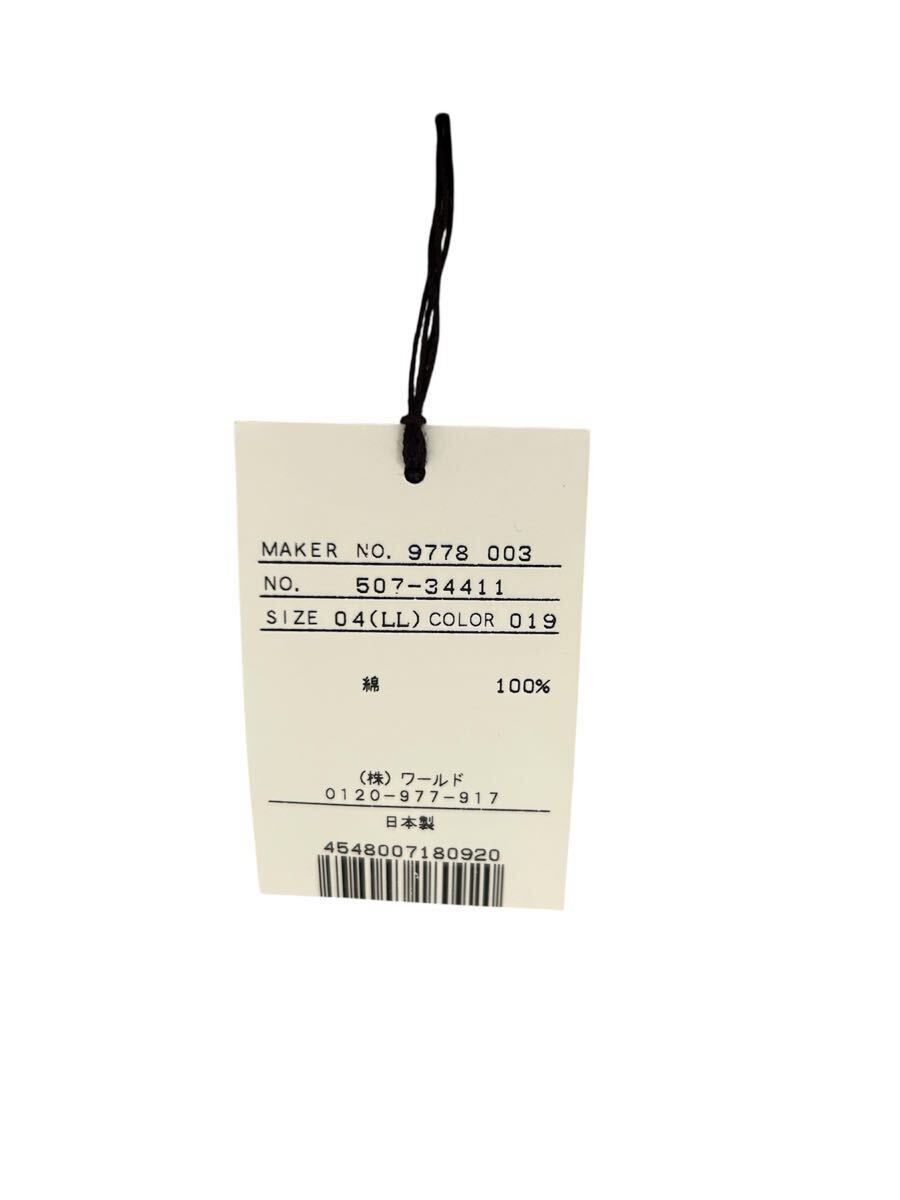 MAKER NO. 9778 003
NO. 507-34411
SIZE 04(LL) COLOR 019
綿 100%
(株) ワールド
0120-977-917
日本製
4548007180920